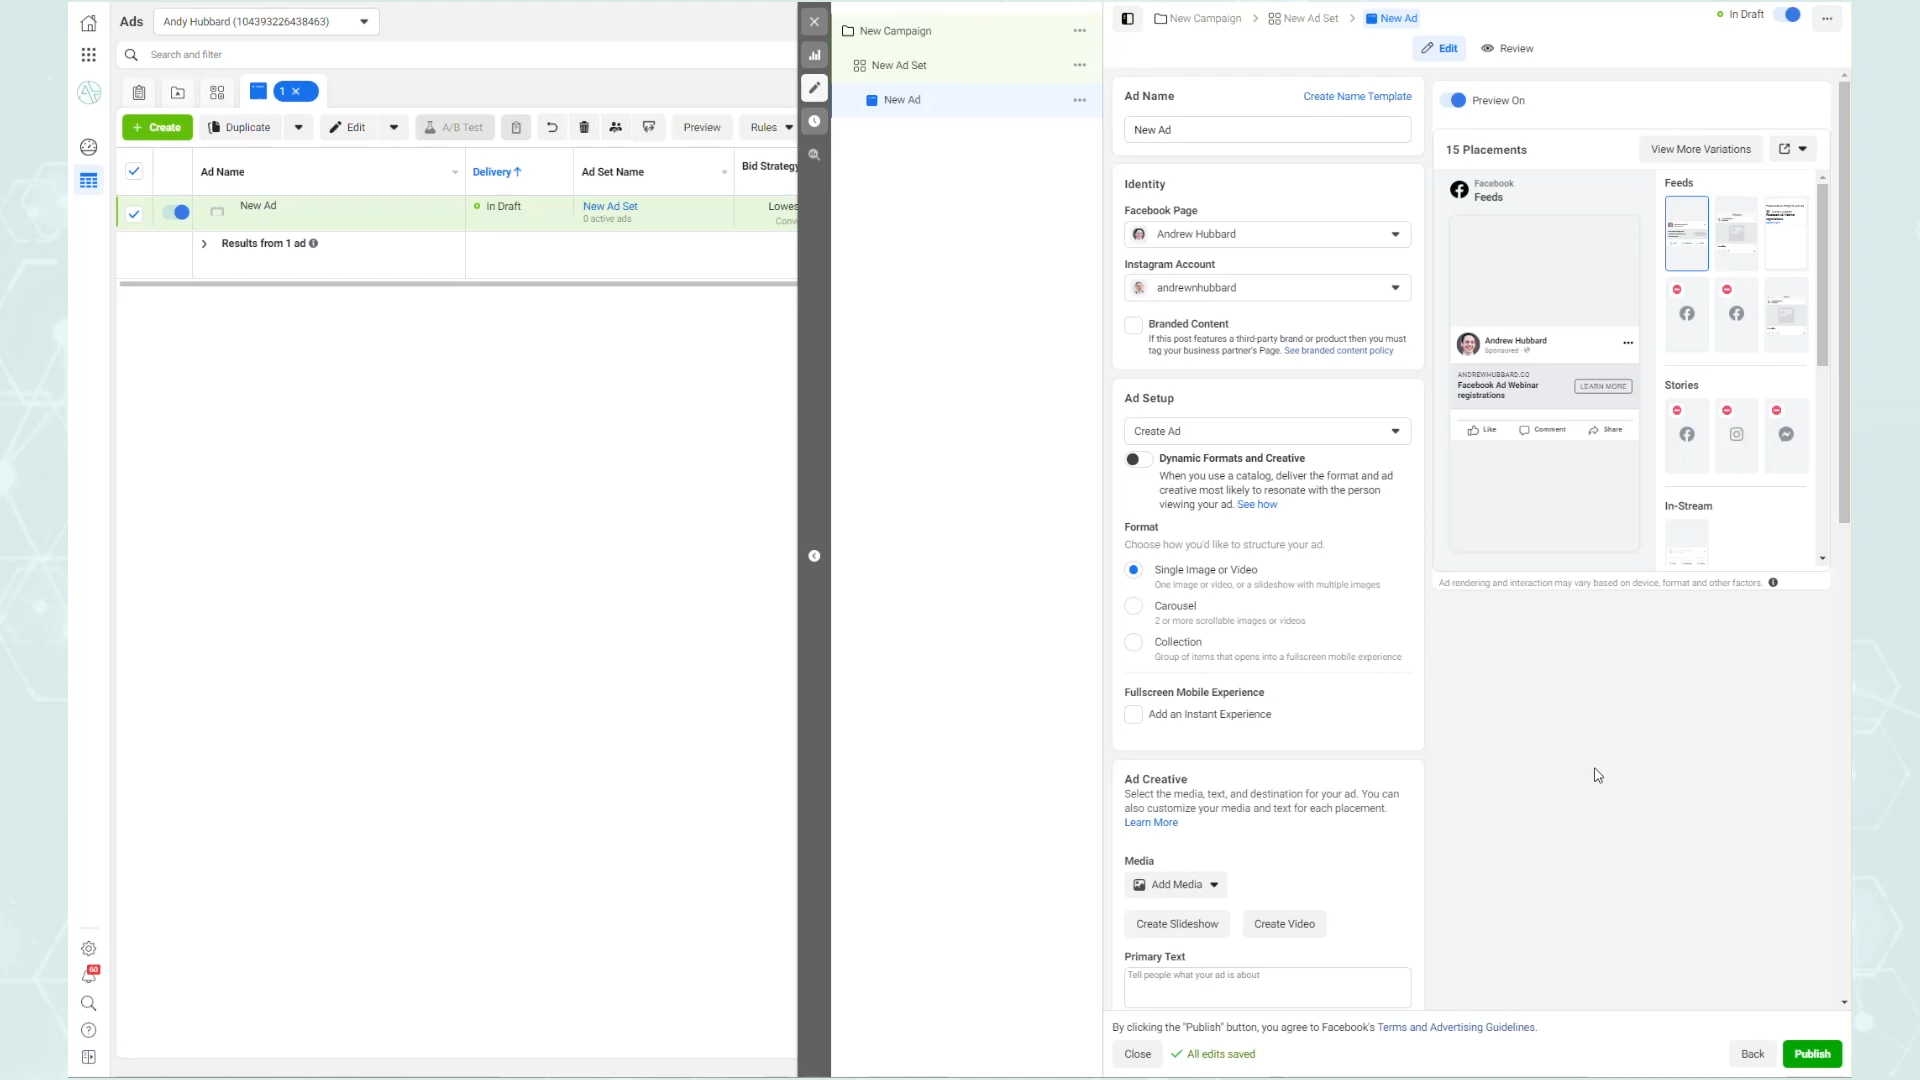 Ads
Andy Hubbard (104393226438463)
Search and filter
1 ×
+ Create
Duplicate
Edit
A/B Test
Preview
Rules
Ad Name
Delivery ↑
Ad Set Name
Bid Strategy
New Ad
In Draft
New Ad Set
0 active ads
Lowes
Conve
Results from 1 ad
60
New Campaign
New Ad Set
New Ad
New Campaign > New Ad Set > New Ad
In Draft
Edit
Review
Ad Name
Create Name Template
New Ad
Identity
Facebook Page
Andrew Hubbard
Instagram Account
andrewnhubbard
Branded Content
If this post features a third-party brand or product then you must
tag your business partner's Page. See branded content policy
Ad Setup
Create Ad
Dynamic Formats and Creative
When you use a catalog, deliver the format and ad
creative most likely to resonate with the person
viewing your ad. See how
Format
Choose how you'd like to structure your ad.
Single Image or Video
One image or video, or a slideshow with multiple images
Carousel
2 or more scrollable images or videos
Collection
Group of items that opens into a fullscreen mobile experience
Fullscreen Mobile Experience
Add an Instant Experience
Ad Creative
Select the media, text, and destination for your ad. You can
also customize your media and text for each placement.
Learn More
Media
Add Media
Create Slideshow
Create Video
Primary Text
Tell people what your ad is about
Preview On
15 Placements
View More Variations
Facebook
Feeds
Andrew Hubbard
Sponsored ·
ANDREWHUBBARD.CO
Facebook Ad Webinar
registrations
LEARN MORE
Like
Comment
Share
Feeds
Stories
In-Stream
Ad rendering and interaction may vary based on device, format and other factors.
By clicking the "Publish" button, you agree to Facebook's Terms and Advertising Guidelines.
Close
All edits saved
Back
Publish